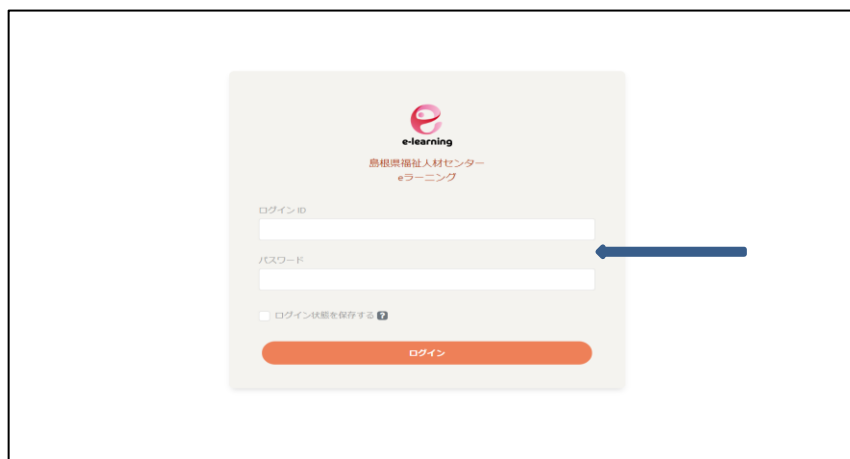 e-learning
島根県福祉人材センター
eラーニング
ログイン ID
パスワード
ログイン状態を保存する ?
ログイン